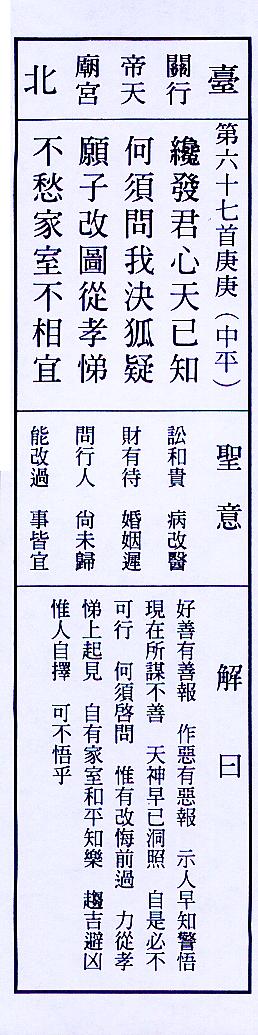 臺
關行
帝天
廟宮
北
第六十七首庚庚（中平）
纔發君心天已知
何須問我決狐疑
願子改圖從孝悌
不愁家室不相宜
聖意
訟和貴　病改醫
財有待　婚姻遲
問行人　尙未歸
能改過　事皆宜
解曰
好善有善報　作惡有惡報　示人早知警悟
現在所謀不善　天神早已洞照　自是必不
可行　何須啓問　惟有改悔前過　力從孝
悌上起見　自有家室和平知樂　趨吉避凶
惟人自擇　可不悟乎